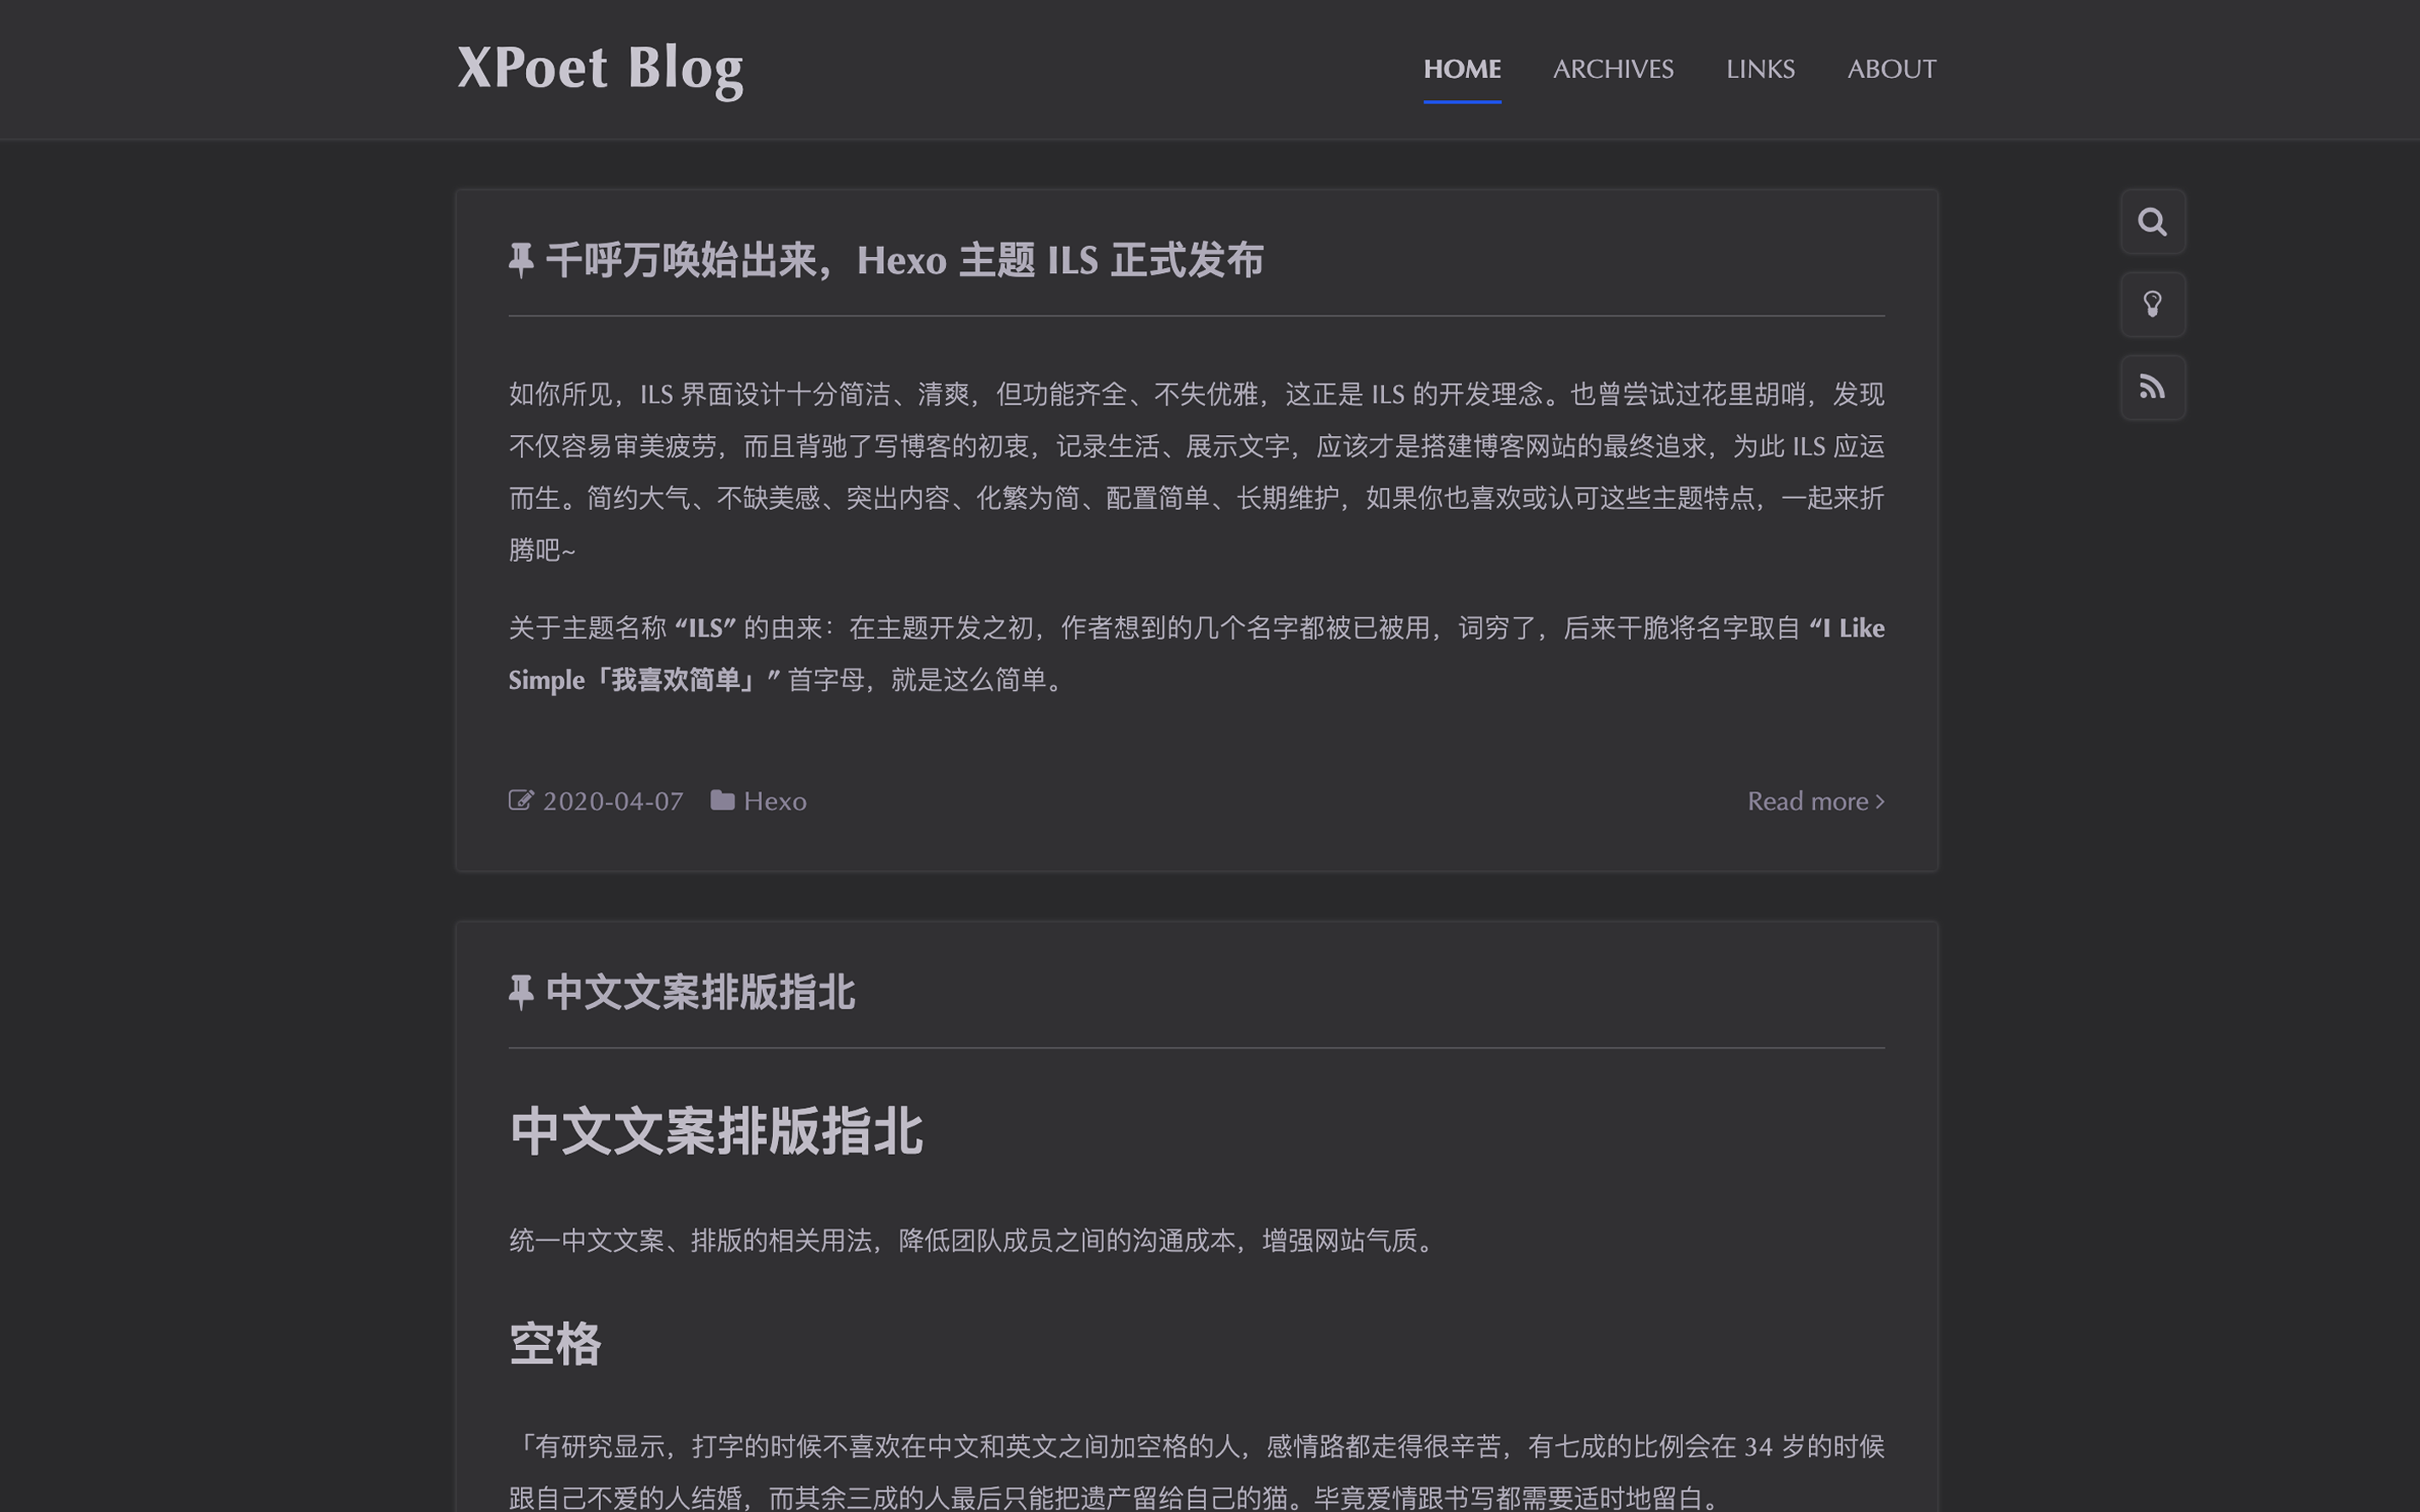 XPoet Blog
HOME ARCHIVES LINKS ABOUT
千呼万唤始出来，Hexo 主题 ILS 正式发布
如你所见，ILS 界面设计十分简洁、清爽，但功能齐全、不失优雅，这正是 ILS 的开发理念。也曾尝试过花里胡哨，发现
不仅容易审美疲劳，而且背驰了写博客的初衷，记录生活、展示文字，应该才是搭建博客网站的最终追求，为此 ILS 应运
而生。简约大气、不缺美感、突出内容、化繁为简、配置简单、长期维护，如果你也喜欢或认可这些主题特点，一起来折
腾吧~
关于主题名称 “ILS” 的由来：在主题开发之初，作者想到的几个名字都被已被用，词穷了，后来干脆将名字取自 “I Like
Simple「我喜欢简单」” 首字母，就是这么简单。
2020-04-07 Hexo Read more
中文文案排版指北
中文文案排版指北
统一中文文案、排版的相关用法，降低团队成员之间的沟通成本，增强网站气质。
空格
「有研究显示，打字的时候不喜欢在中文和英文之间加空格的人，感情路都走得很辛苦，有七成的比例会在 34 岁的时候
跟自己不爱的人结婚，而其余三成的人最后只能把遗产留给自己的猫。毕竟爱情跟书写都需要适时地留白。